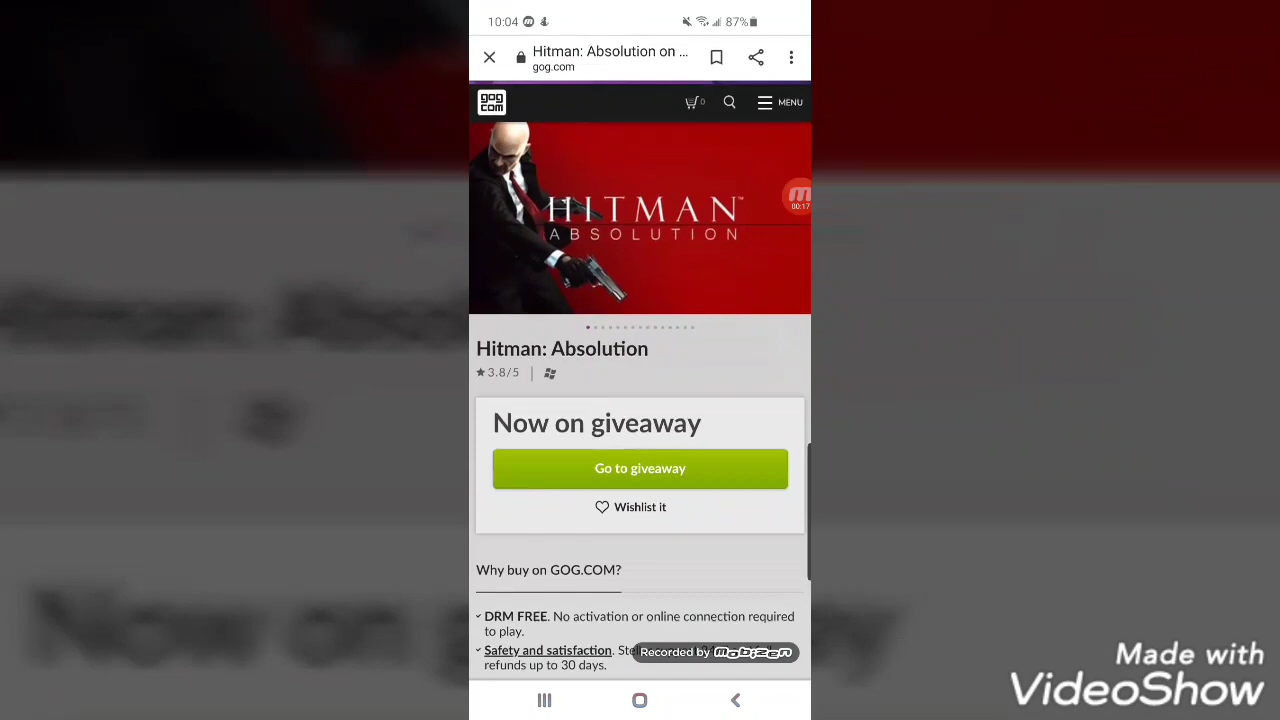 10:04
87%
Hitman: Absolution on ...
gog.com
gog
com
0
MENU
00:17
HITMAN™
ABSOLUTION
Hitman: Absolution
3.8/5
Now on giveaway
Go to giveaway
Wishlist it
Why buy on GOG.COM?
DRM FREE. No activation or online connection required
to play.
Safety and satisfaction. Stell
refunds up to 30 days.
Recorded by mobizen
Made with
VideoShow